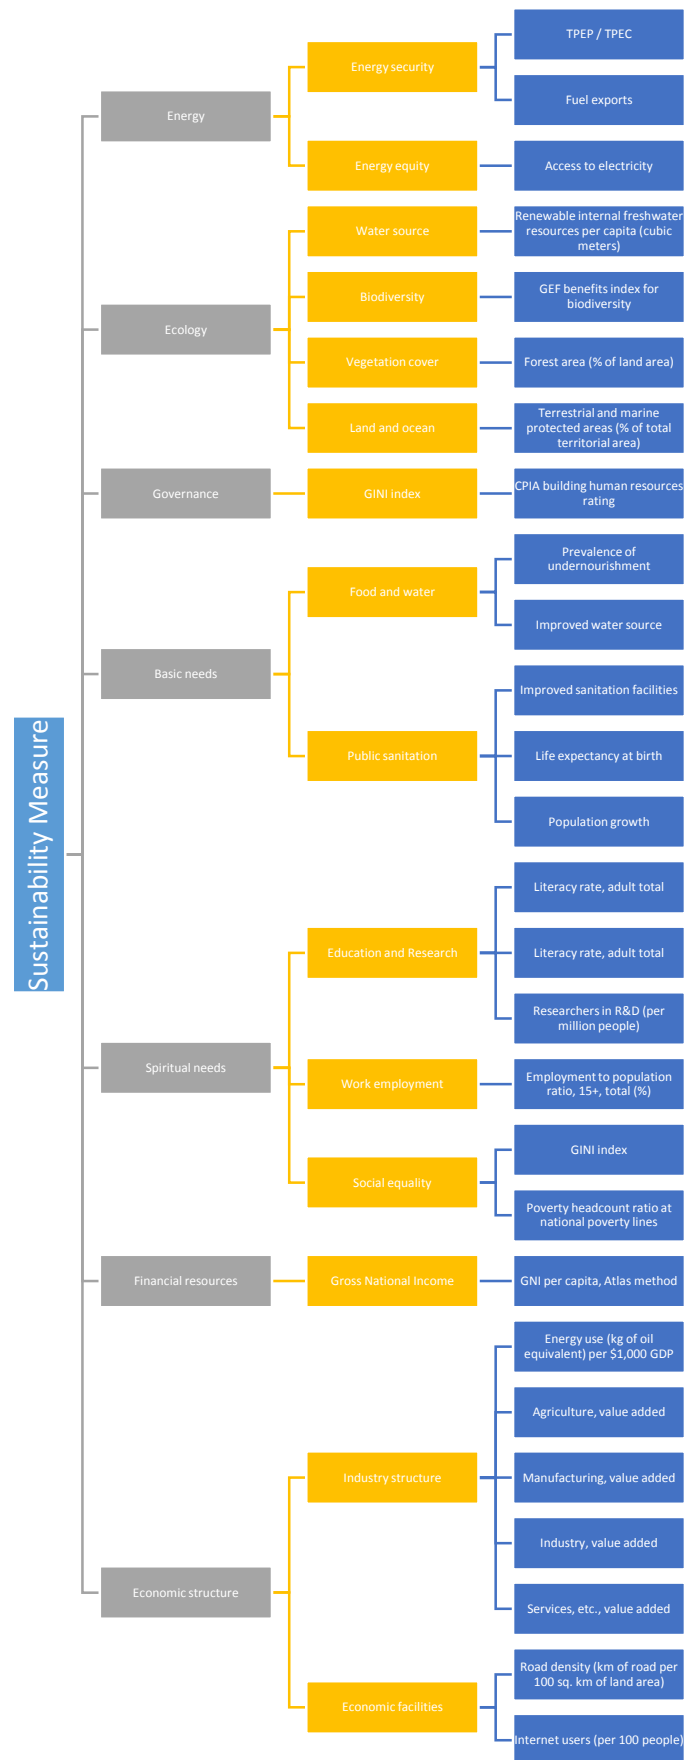 Sustainability Measure
Energy
Energy security
TPEP / TPEC
Fuel exports
Energy equity
Access to electricity
Ecology
Water source
Renewable internal freshwater
resources per capita (cubic
meters)
Biodiversity
GEF benefits index for
biodiversity
Vegetation cover
Forest area (% of land area)
Land and ocean
Terrestrial and marine
protected areas (% of total
territorial area)
Governance
GINI index
CPIA building human resources
rating
Basic needs
Food and water
Prevalence of
undernourishment
Improved water source
Public sanitation
Improved sanitation facilities
Life expectancy at birth
Population growth
Spiritual needs
Education and Research
Literacy rate, adult total
Literacy rate, adult total
Researchers in R&D (per
million people)
Work employment
Employment to population
ratio, 15+, total (%)
Social equality
GINI index
Poverty headcount ratio at
national poverty lines
Financial resources
Gross National Income
GNI per capita, Atlas method
Economic structure
Industry structure
Energy use (kg of oil
equivalent) per $1,000 GDP
Agriculture, value added
Manufacturing, value added
Industry, value added
Services, etc., value added
Economic facilities
Road density (km of road per
100 sq. km of land area)
Internet users (per 100 people)